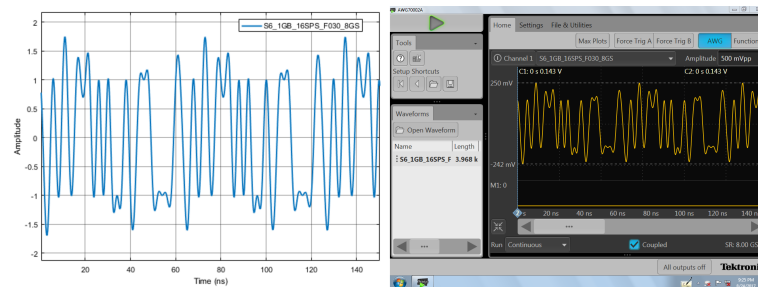 S6_1GB_16SPS_F030_8GS
2
1.5
1
0.5
0
-0.5
-1
-1.5
-2
Amplitude
20
40
60
80
100
120
140
Time (ns)
AWG70002A
Home Settings File & Utilities
Max Plots Force Trig A Force Trig B AWG Function
Tools
Setup Shortcuts
Channel 1 S6_1GB_16SPS_F030_8GS Amplitude 500 mVpp
C1: 0 s 0.143 V C2: 0 s 0.143 V
250 mV
-242 mV
M1: 0
20 ns 40 ns 60 ns 80 ns 100 ns 120 ns 140 n
Waveforms
Open Waveform
Name Length
S6_1GB_16SPS_F 3.968 k
Run Continuous Coupled SR: 8.00 GS
All outputs off Tektroni